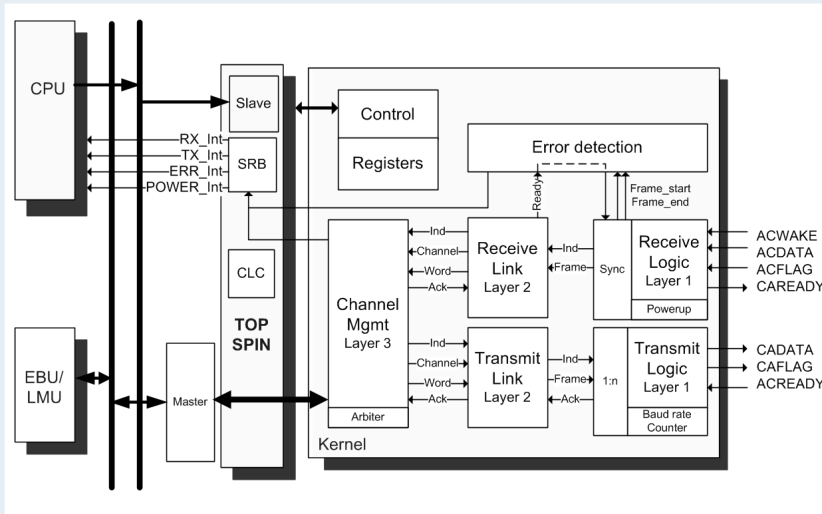 CPU
RX_Int
TX_Int
ERR_Int
POWER_Int
EBU/
LMU
Master
Slave
SRB
CLC
TOP
SPIN
Control
Registers
Error detection
Ready
Frame_start
Frame_end
Ind
Channel
Word
Ack
Receive
Link
Layer 2
Ind
Frame
Sync
Receive
Logic
Layer 1
Powerup
ACWAKE
ACDATA
ACFLAG
CAREADY
Channel
Mgmt
Layer 3
Arbiter
Ind
Channel
Word
Ack
Transmit
Link
Layer 2
Ind
Frame
Ack
1:n
Transmit
Logic
Layer 1
Baud rate
Counter
CADATA
CAFLAG
ACREADY
Kernel